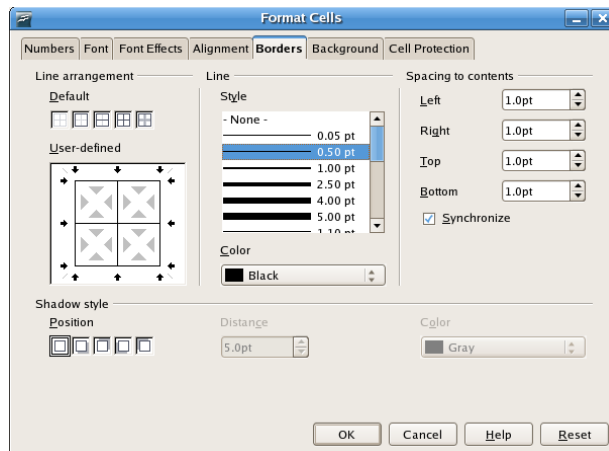 Format Cells
Numbers Font Font Effects Alignment Borders Background Cell Protection
Line arrangement
Default
User-defined
Line
Style
- None -
0.05 pt
0.50 pt
1.00 pt
2.50 pt
4.00 pt
5.00 pt
1.10 pt
Color
Black
Spacing to contents
Left 1.0pt
Right 1.0pt
Top 1.0pt
Bottom 1.0pt
Synchronize
Shadow style
Position
Distance
5.0pt
Color
Gray
OK Cancel Help Reset